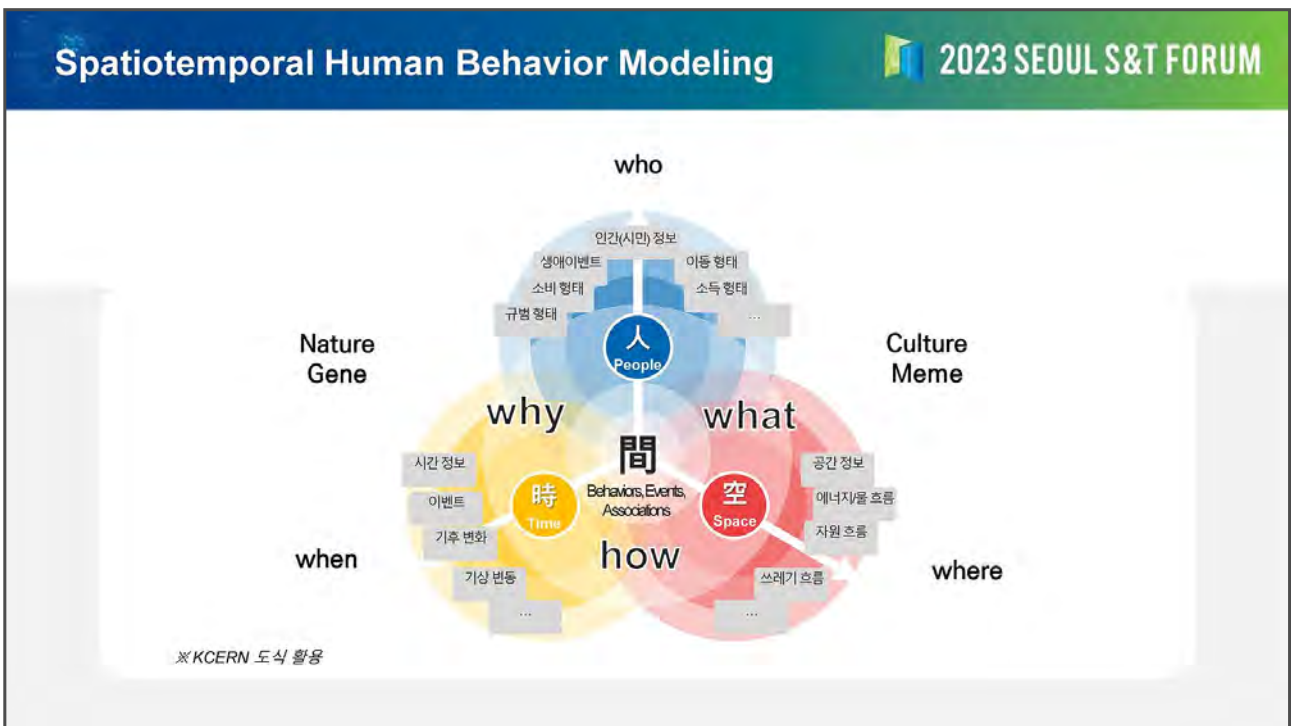 Spatiotemporal Human Behavior Modeling
2023 SEOUL S&T FORUM
who
인간(시민) 정보
생애이벤트
이동 형태
소비 형태
소득 형태
규범 형태
...
人
People
Nature
Gene
Culture
Meme
why
what
間
Behaviors, Events,
Associations
時
Time
空
Space
시간 정보
이벤트
기후 변화
기상 변동
...
공간 정보
에너지/물 흐름
자원 흐름
쓰레기 흐름
...
when
how
where
※ KCERN 도식 활용